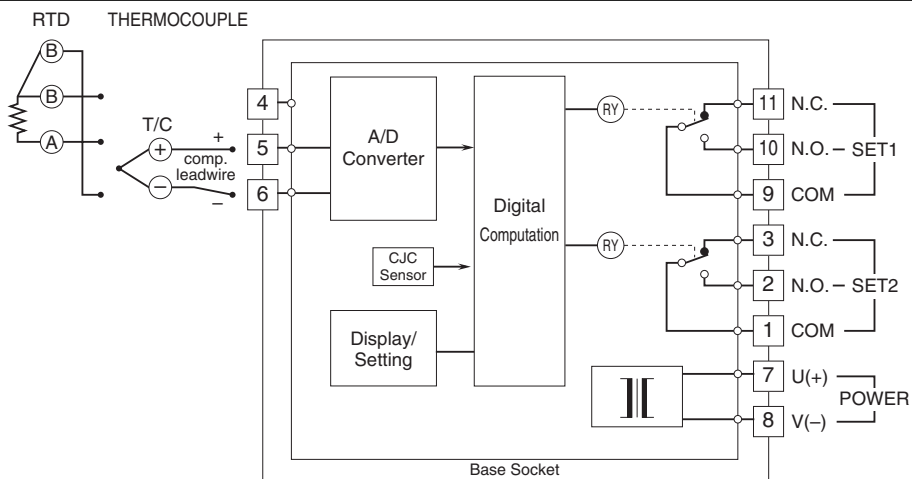 RTD THERMOCOUPLE
B
B
A
T/C
+
−
+
comp.
leadwire
−
4
5
6
A/D
Converter
CJC
Sensor
Display/
Setting
Digital
Computation
RY
RY
11 N.C.
10 N.O. SET1
9 COM
3 N.C.
2 N.O. SET2
1 COM
7 U(+)
POWER
8 V(–)
Base Socket